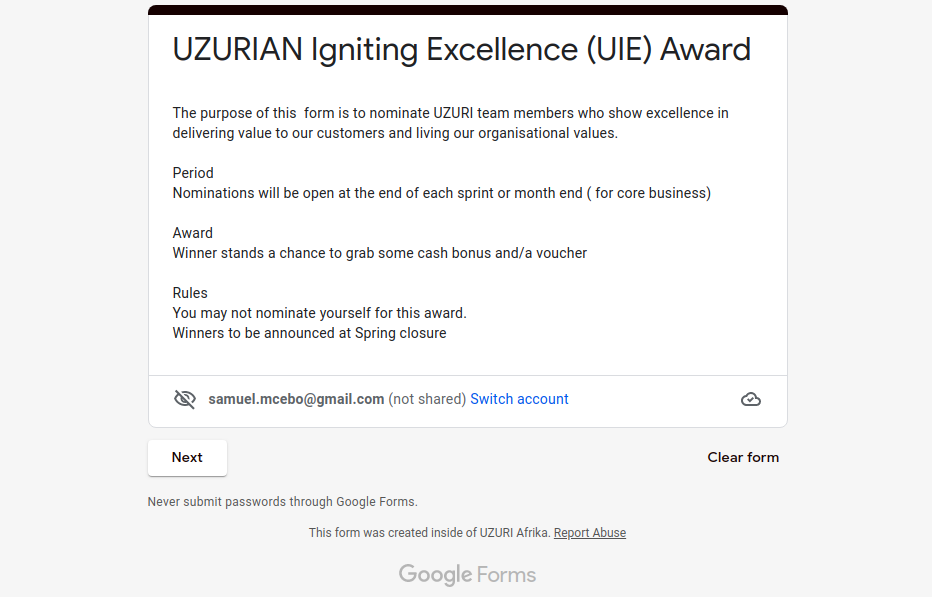 UZURIAN Igniting Excellence (UIE) Award
The purpose of this  form is to nominate UZURI team members who show excellence in
delivering value to our customers and living our organisational values.
Period
Nominations will be open at the end of each sprint or month end ( for core business)
Award
Winner stands a chance to grab some cash bonus and/a voucher
Rules
You may not nominate yourself for this award.
Winners to be announced at Spring closure
samuel.mcebo@gmail.com (not shared) Switch account
Next
Clear form
Never submit passwords through Google Forms.
This form was created inside of UZURI Afrika. Report Abuse
Google Forms